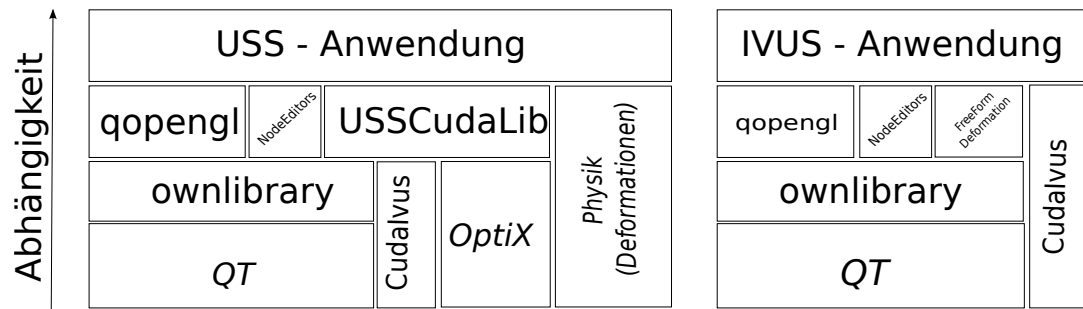 Abhängigkeit
USS - Anwendung
qopengl
NodeEditors
USSCudaLib
Physik
(Deformationen)
ownlibrary
Cudalvus
OptiX
QT
IVUS - Anwendung
qopengl
NodeEditors
FreeForm
Deformation
Cudalvus
ownlibrary
QT